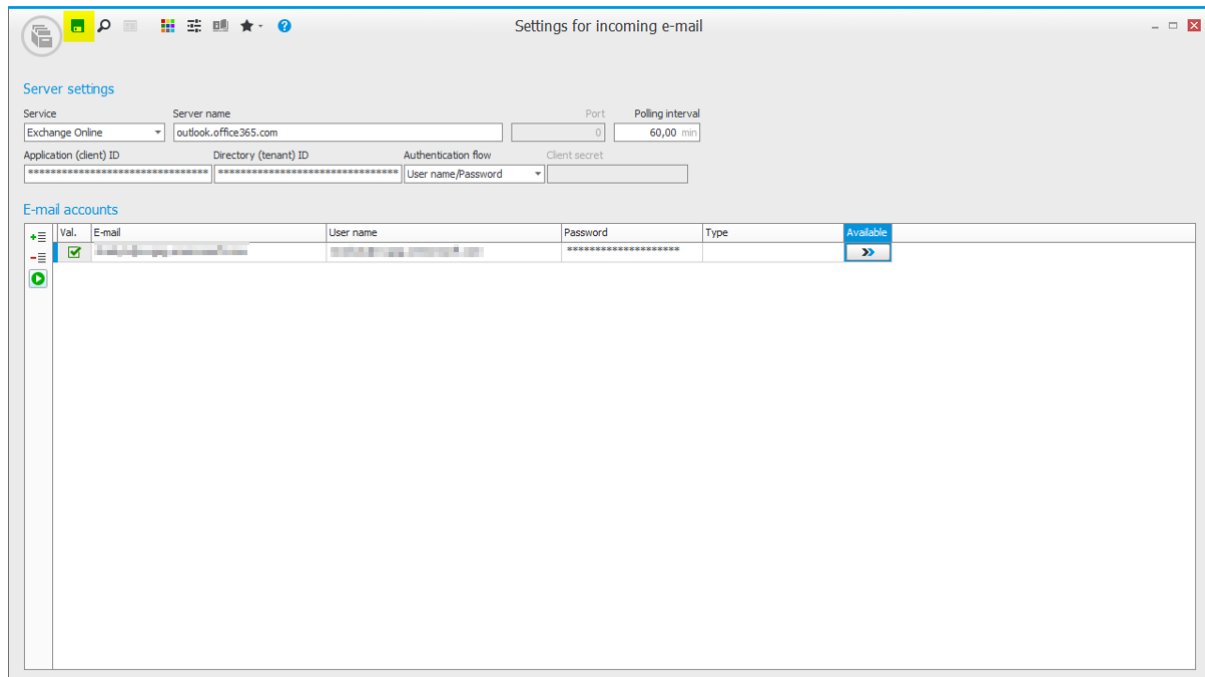 Settings for incoming e-mail
Server settings
Service Server name Port Polling interval
Exchange Online outlook.office365.com 0 60,00 min
Application (client) ID Directory (tenant) ID Authentication flow Client secret
******************************** ******************************** User name/Password
E-mail accounts
Val. E-mail User name Password Type Available
********************